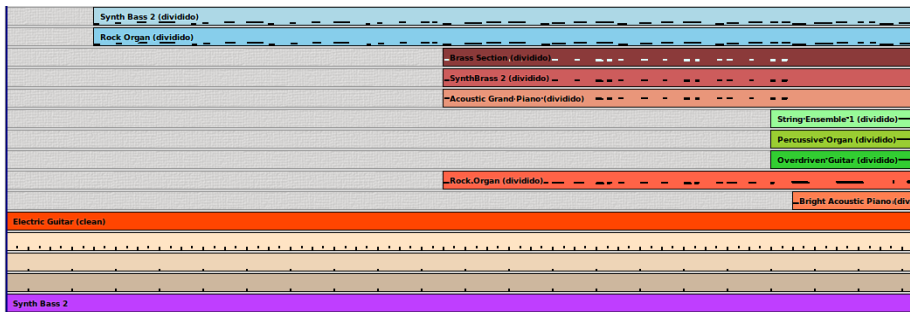 Synth Bass 2 (dividido)
Rock Organ (dividido)
Brass Section (dividido)
SynthBrass 2 (dividido)
Acoustic Grand Piano (dividido)
String Ensemble 1 (dividido)
Percussive Organ (dividido)
Overdriven Guitar (dividido)
Rock Organ (dividido)
Bright Acoustic Piano (div
Electric Guitar (clean)
Synth Bass 2